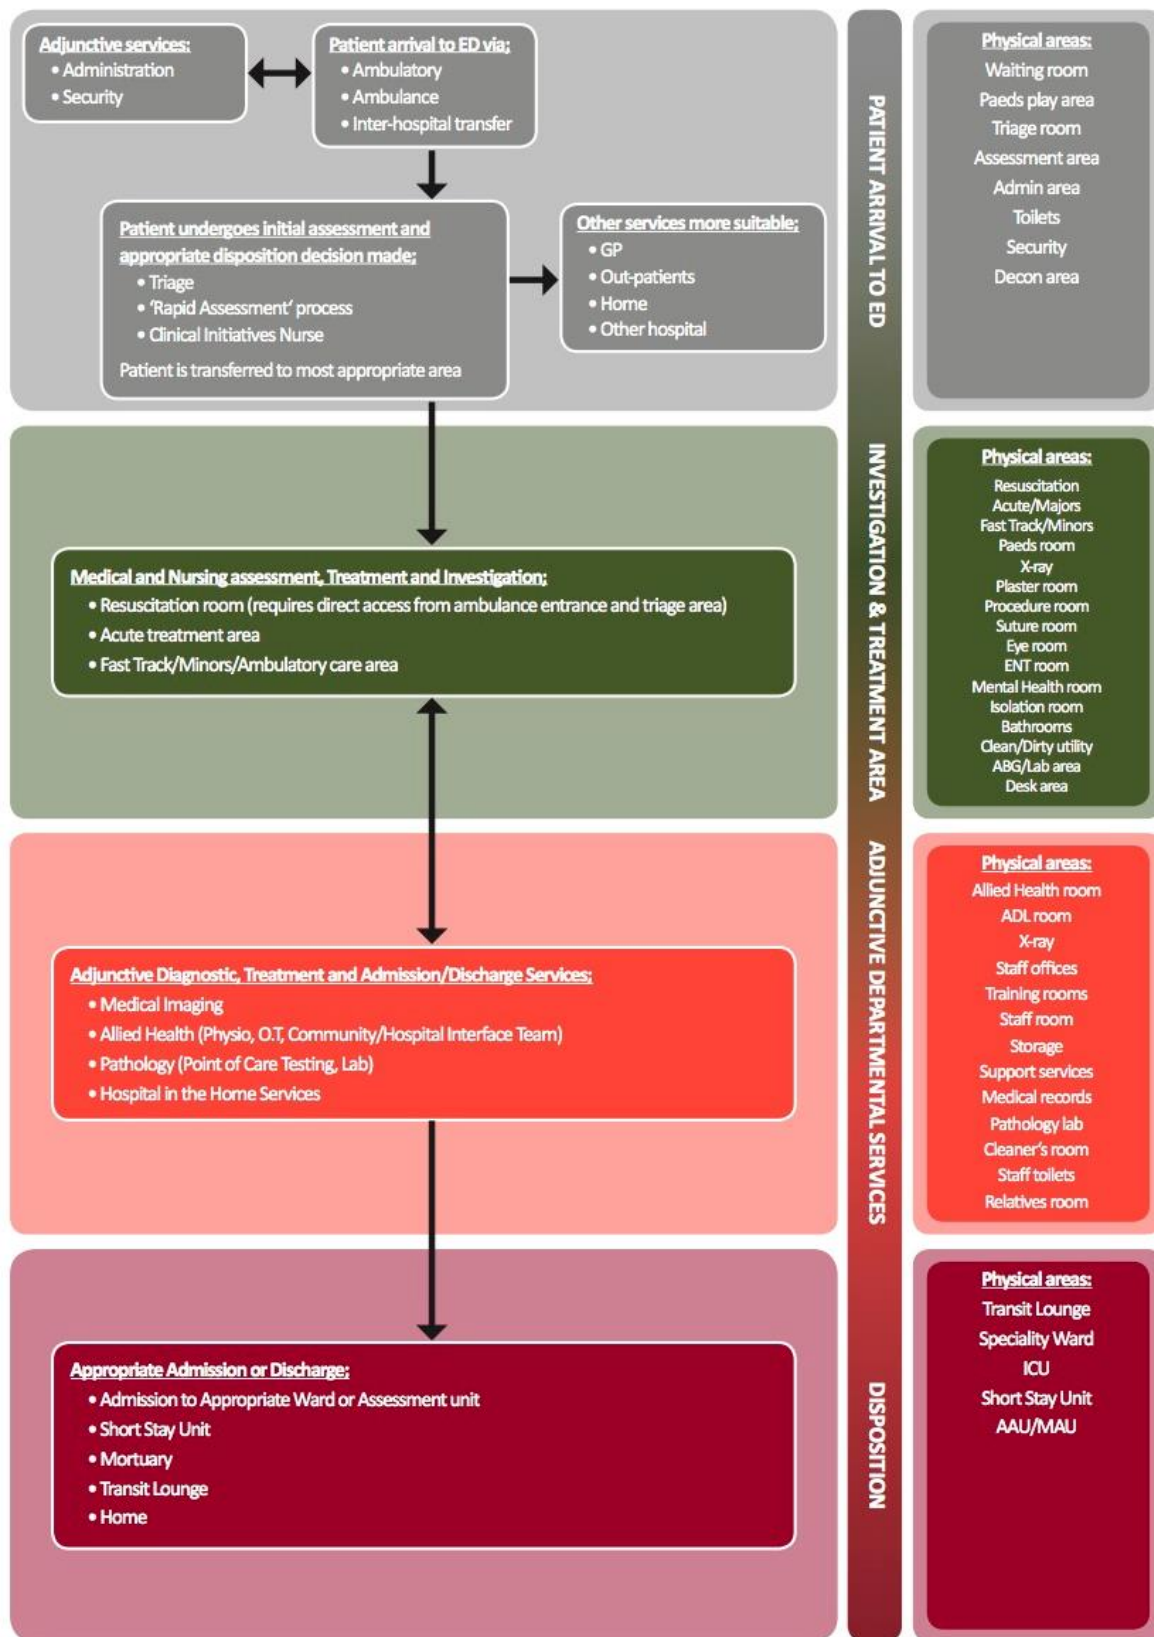 Adjunctive services;
• Administration
• Security
Patient arrival to ED via;
• Ambulatory
• Ambulance
• Inter-hospital transfer
Patient undergoes initial assessment and
appropriate disposition decision made;
• Triage
• 'Rapid Assessment' process
• Clinical Initiatives Nurse
Patient is transferred to most appropriate area
Other services more suitable;
• GP
• Out-patients
• Home
• Other hospital
PATIENT ARRIVAL TO ED
Physical areas:
Waiting room
Paeds play area
Triage room
Assessment area
Admin area
Toilets
Security
Decon area
Medical and Nursing assessment, Treatment and Investigation;
• Resuscitation room (requires direct access from ambulance entrance and triage area)
• Acute treatment area
• Fast Track/Minors/Ambulatory care area
INVESTIGATION & TREATMENT AREA
Physical areas:
Resuscitation
Acute/Majors
Fast Track/Minors
Paeds room
X-ray
Plaster room
Procedure room
Suture room
Eye room
ENT room
Mental Health room
Isolation room
Bathrooms
Clean/Dirty utility
ABG/Lab area
Desk area
Adjunctive Diagnostic, Treatment and Admission/Discharge Services;
• Medical Imaging
• Allied Health (Physio, O.T, Community/Hospital Interface Team)
• Pathology (Point of Care Testing, Lab)
• Hospital in the Home Services
ADJUNCTIVE DEPARTMENTAL SERVICES
Physical areas:
Allied Health room
ADL room
X-ray
Staff offices
Training rooms
Staff room
Storage
Support services
Medical records
Pathology lab
Cleaner's room
Staff toilets
Relatives room
Appropriate Admission or Discharge;
• Admission to Appropriate Ward or Assessment unit
• Short Stay Unit
• Mortuary
• Transit Lounge
• Home
DISPOSITION
Physical areas:
Transit Lounge
Speciality Ward
ICU
Short Stay Unit
AAU/MAU